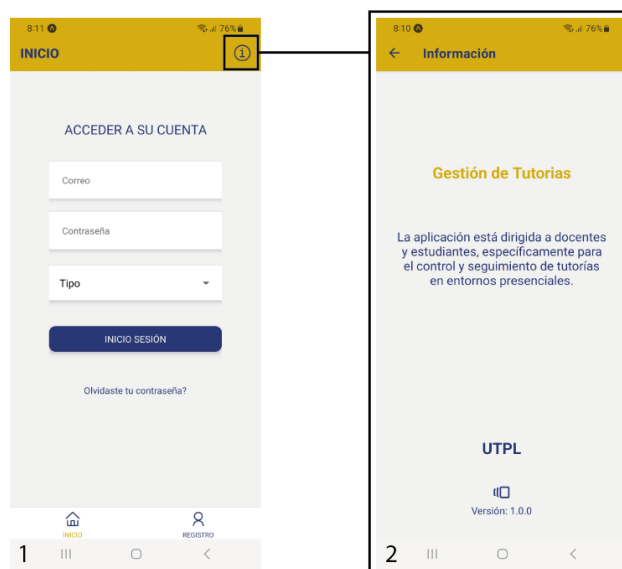 8:11
76%
INICIO
ACCEDER A SU CUENTA
Correo
Contraseña
Tipo
INICIO SESIÓN
Olvidaste tu contraseña?
INICIO
REGISTRO
1
8:10
76%
Información
Gestión de Tutorias
La aplicación está dirigida a docentes
y estudiantes, específicamente para
el control y seguimiento de tutorías
en entornos presenciales.
UTPL
Versión: 1.0.0
2